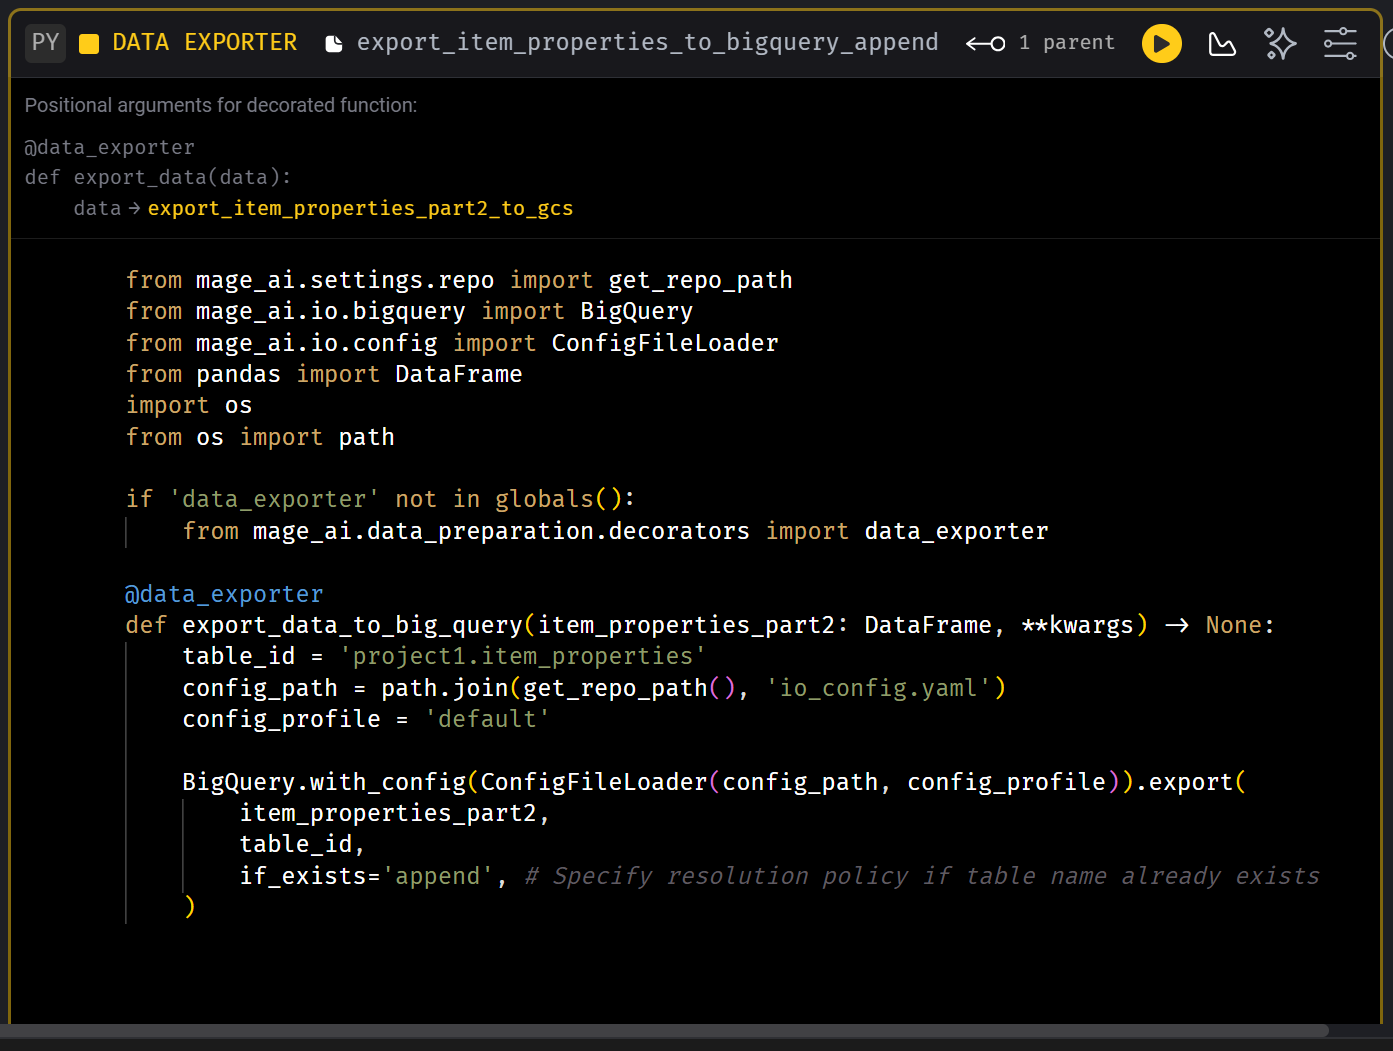 PY DATA EXPORTER export_item_properties_to_bigquery_append 1 parent
Positional arguments for decorated function:
@data_exporter
def export_data(data):
    data → export_item_properties_part2_to_gcs
from mage_ai.settings.repo import get_repo_path
from mage_ai.io.bigquery import BigQuery
from mage_ai.io.config import ConfigFileLoader
from pandas import DataFrame
import os
from os import path

if 'data_exporter' not in globals():
    from mage_ai.data_preparation.decorators import data_exporter

@data_exporter
def export_data_to_big_query(item_properties_part2: DataFrame, **kwargs) -> None:
    table_id = 'project1.item_properties'
    config_path = path.join(get_repo_path(), 'io_config.yaml')
    config_profile = 'default'

    BigQuery.with_config(ConfigFileLoader(config_path, config_profile)).export(
        item_properties_part2,
        table_id,
        if_exists='append', # Specify resolution policy if table name already exists
    )